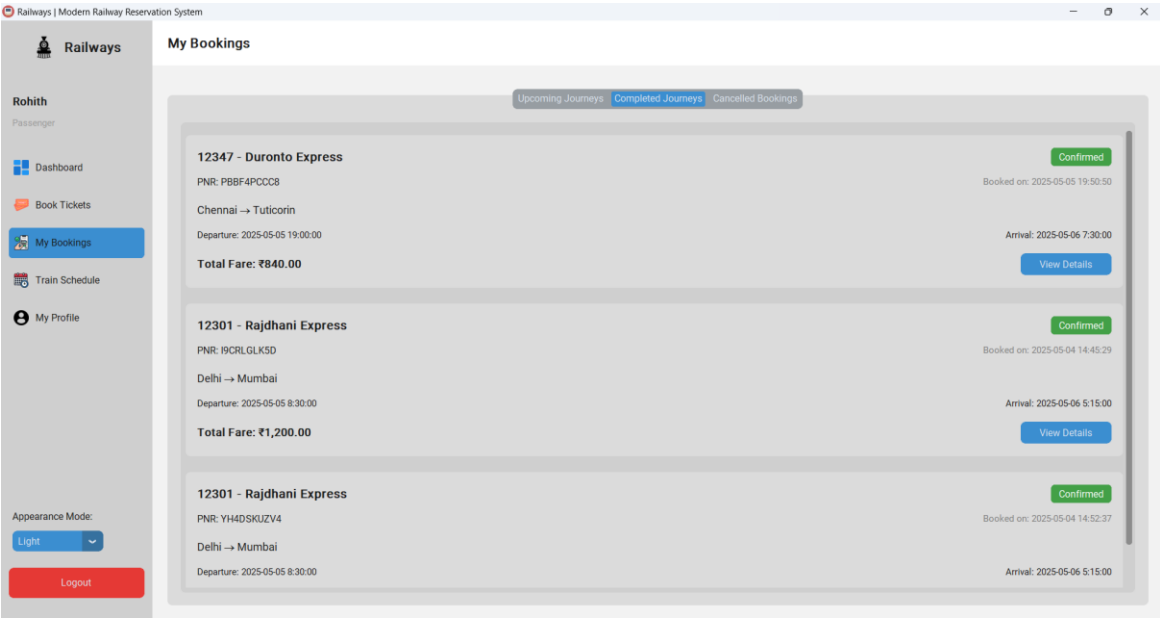 Railways | Modern Railway Reservation System
Railways
My Bookings
Rohith
Passenger
Dashboard
Book Tickets
My Bookings
Train Schedule
My Profile
Appearance Mode:
Light
Logout
Upcoming Journeys Completed Journeys Cancelled Bookings
12347 - Duronto Express Confirmed
PNR: PBBF4PCCC8 Booked on: 2025-05-05 19:50:50
Chennai → Tuticorin
Departure: 2025-05-05 19:00:00 Arrival: 2025-05-06 7:30:00
Total Fare: ₹840.00 View Details
12301 - Rajdhani Express Confirmed
PNR: I9CRLGLK5D Booked on: 2025-05-04 14:45:29
Delhi → Mumbai
Departure: 2025-05-05 8:30:00 Arrival: 2025-05-06 5:15:00
Total Fare: ₹1,200.00 View Details
12301 - Rajdhani Express Confirmed
PNR: YH4DSKUZV4 Booked on: 2025-05-04 14:52:37
Delhi → Mumbai
Departure: 2025-05-05 8:30:00 Arrival: 2025-05-06 5:15:00